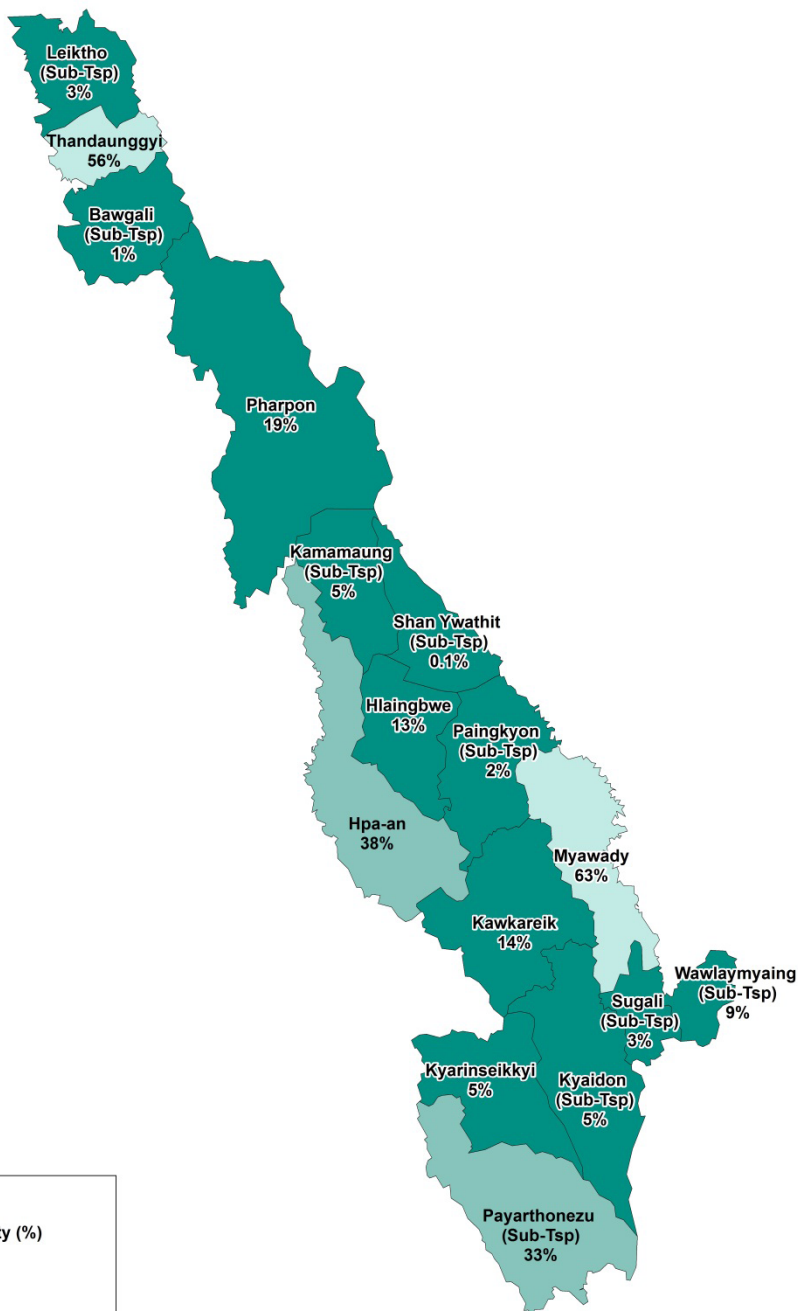 Leiktho
(Sub-Tsp)
3%
Thandaunggyi
56%
Bawgali
(Sub-Tsp)
1%
Pharpon
19%
Kamamaung
(Sub-Tsp)
5%
Shan Ywathit
(Sub-Tsp)
0.1%
Hlaingbwe
13%
Paingkyon
(Sub-Tsp)
2%
Hpa-an
38%
Myawady
63%
Kawkareik
14%
Wawlaymyaing
(Sub-Tsp)
9%
Sugali
(Sub-Tsp)
3%
Kyarinseikkyi
5%
Kyaidon
(Sub-Tsp)
5%
Payarthonezu
(Sub-Tsp)
33%
(%)